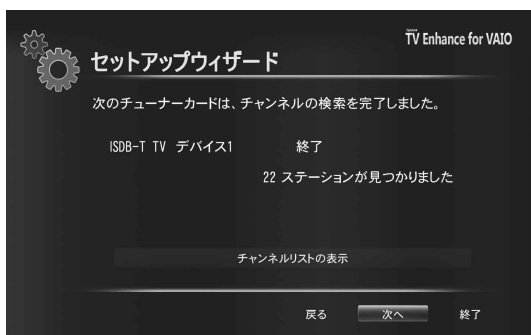 TV Enhance for VAIO
セットアップウィザード
次のチューナーカードは、チャンネルの検索を完了しました。
ISDB-T TV デバイス1 終了
22 ステーションが見つかりました
チャンネルリストの表示
戻る 次へ 終了